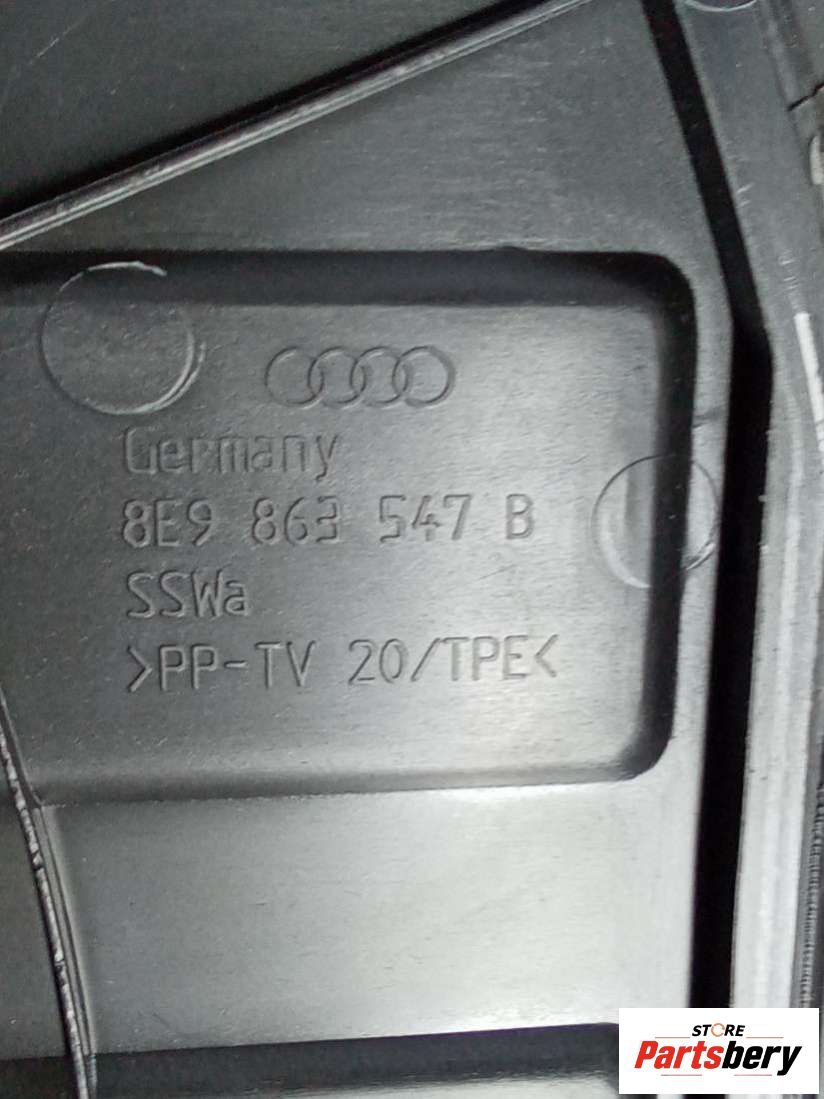 Germany
8E9 863 547 B
SSWa
>PP-TV 20/TPE<
STORE
Partsbery